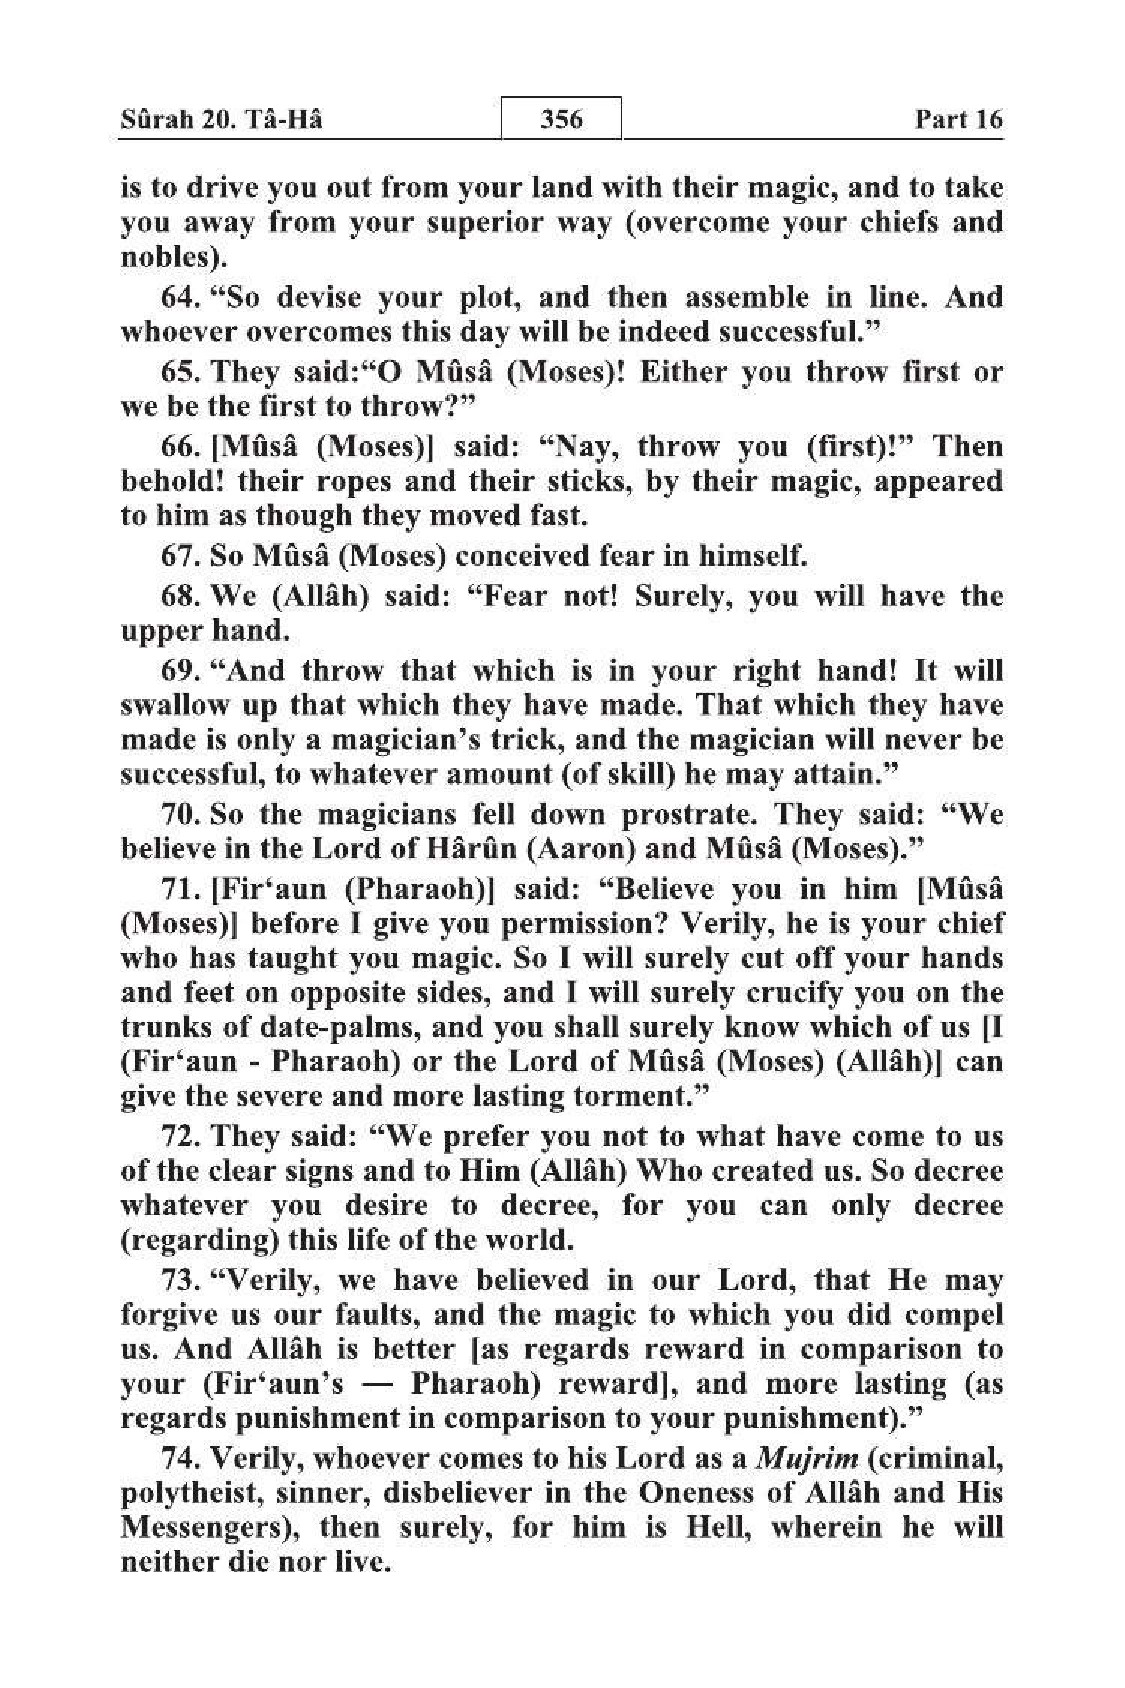 Sûrah 20. Tâ-Hâ 356 Part 16
is to drive you out from your land with their magic, and to take
you away from your superior way (overcome your chiefs and
nobles).
64. “So devise your plot, and then assemble in line. And
whoever overcomes this day will be indeed successful.”
65. They said:“O Mûsâ (Moses)! Either you throw first or
we be the first to throw?”
66. [Mûsâ (Moses)] said: “Nay, throw you (first)!” Then
behold! their ropes and their sticks, by their magic, appeared
to him as though they moved fast.
67. So Mûsâ (Moses) conceived fear in himself.
68. We (Allâh) said: “Fear not! Surely, you will have the
upper hand.
69. “And throw that which is in your right hand! It will
swallow up that which they have made. That which they have
made is only a magician’s trick, and the magician will never be
successful, to whatever amount (of skill) he may attain.”
70. So the magicians fell down prostrate. They said: “We
believe in the Lord of Hârûn (Aaron) and Mûsâ (Moses).”
71. [Fir‘aun (Pharaoh)] said: “Believe you in him [Mûsâ
(Moses)] before I give you permission? Verily, he is your chief
who has taught you magic. So I will surely cut off your hands
and feet on opposite sides, and I will surely crucify you on the
trunks of date-palms, and you shall surely know which of us [I
(Fir‘aun - Pharaoh) or the Lord of Mûsâ (Moses) (Allâh)] can
give the severe and more lasting torment.”
72. They said: “We prefer you not to what have come to us
of the clear signs and to Him (Allâh) Who created us. So decree
whatever you desire to decree, for you can only decree
(regarding) this life of the world.
73. “Verily, we have believed in our Lord, that He may
forgive us our faults, and the magic to which you did compel
us. And Allâh is better [as regards reward in comparison to
your (Fir‘aun’s — Pharaoh) reward], and more lasting (as
regards punishment in comparison to your punishment).”
74. Verily, whoever comes to his Lord as a Mujrim (criminal,
polytheist, sinner, disbeliever in the Oneness of Allâh and His
Messengers), then surely, for him is Hell, wherein he will
neither die nor live.